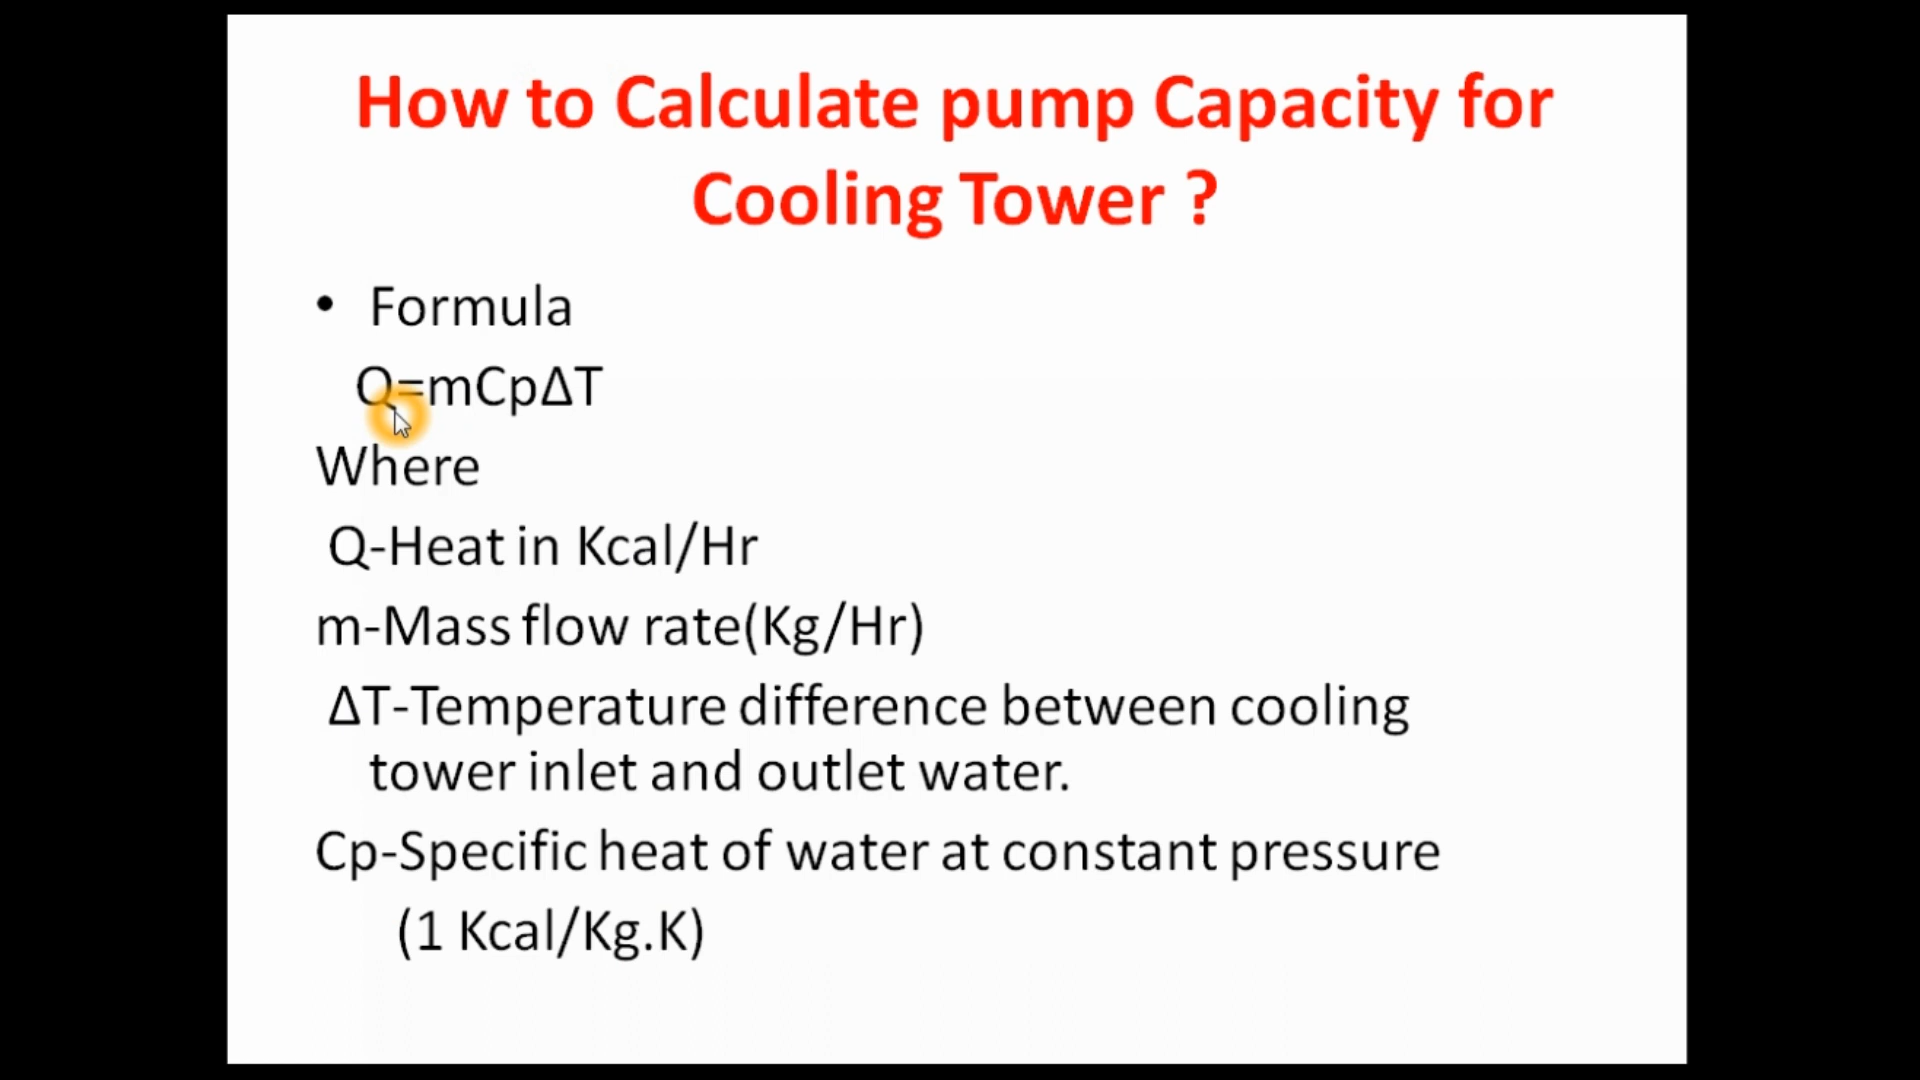 How to Calculate pump Capacity for
Cooling Tower ?
• Formula
Q=mCpΔT
Where
Q-Heat in Kcal/Hr
m-Mass flow rate(Kg/Hr)
ΔT-Temperature difference between cooling
tower inlet and outlet water.
Cp-Specific heat of water at constant pressure
(1 Kcal/Kg.K)